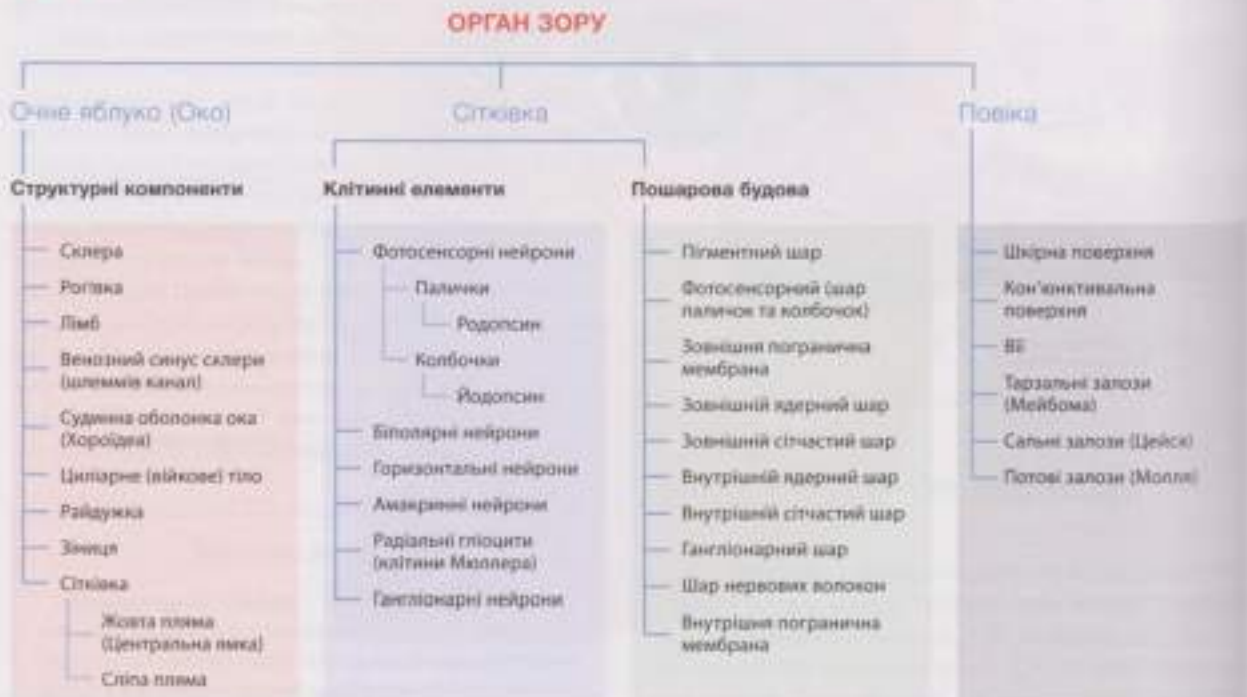 ОРГАН ЗОРУ
Очне яблуко (Око)
Сітківка
Повіка
Структурні компоненти
Клітинні елементи
Пошарова будова
Склера
Рогівка
Лімб
Венозний синус склери
(шлеммів канал)
Судинна оболонка ока
(Хороїдея)
Циліарне (війкове) тіло
Райдужка
Зіниця
Сітківка
Жовта пляма
(Центральна ямка)
Сліпа пляма
Фотосенсорні нейрони
Палички
Родопсин
Колбочки
Йодопсин
Біполярні нейрони
Горизонтальні нейрони
Амакринні нейрони
Радіальні гліоцити
(клітини Мюллера)
Гангліонарні нейрони
Пігментний шар
Фотосенсорний (шар
паличок та колбочок)
Зовнішня погранична
мембрана
Зовнішній ядерний шар
Зовнішній сітчастий шар
Внутрішній ядерний шар
Внутрішній сітчастий шар
Гангліонарний шар
Шар нервових волокон
Внутрішня погранична
мембрана
Шкірна поверхня
Кон'юнктивальна
поверхня
Вії
Тарзальні залози
(Мейбома)
Сальні залози (Цейся)
Потові залози (Молля)